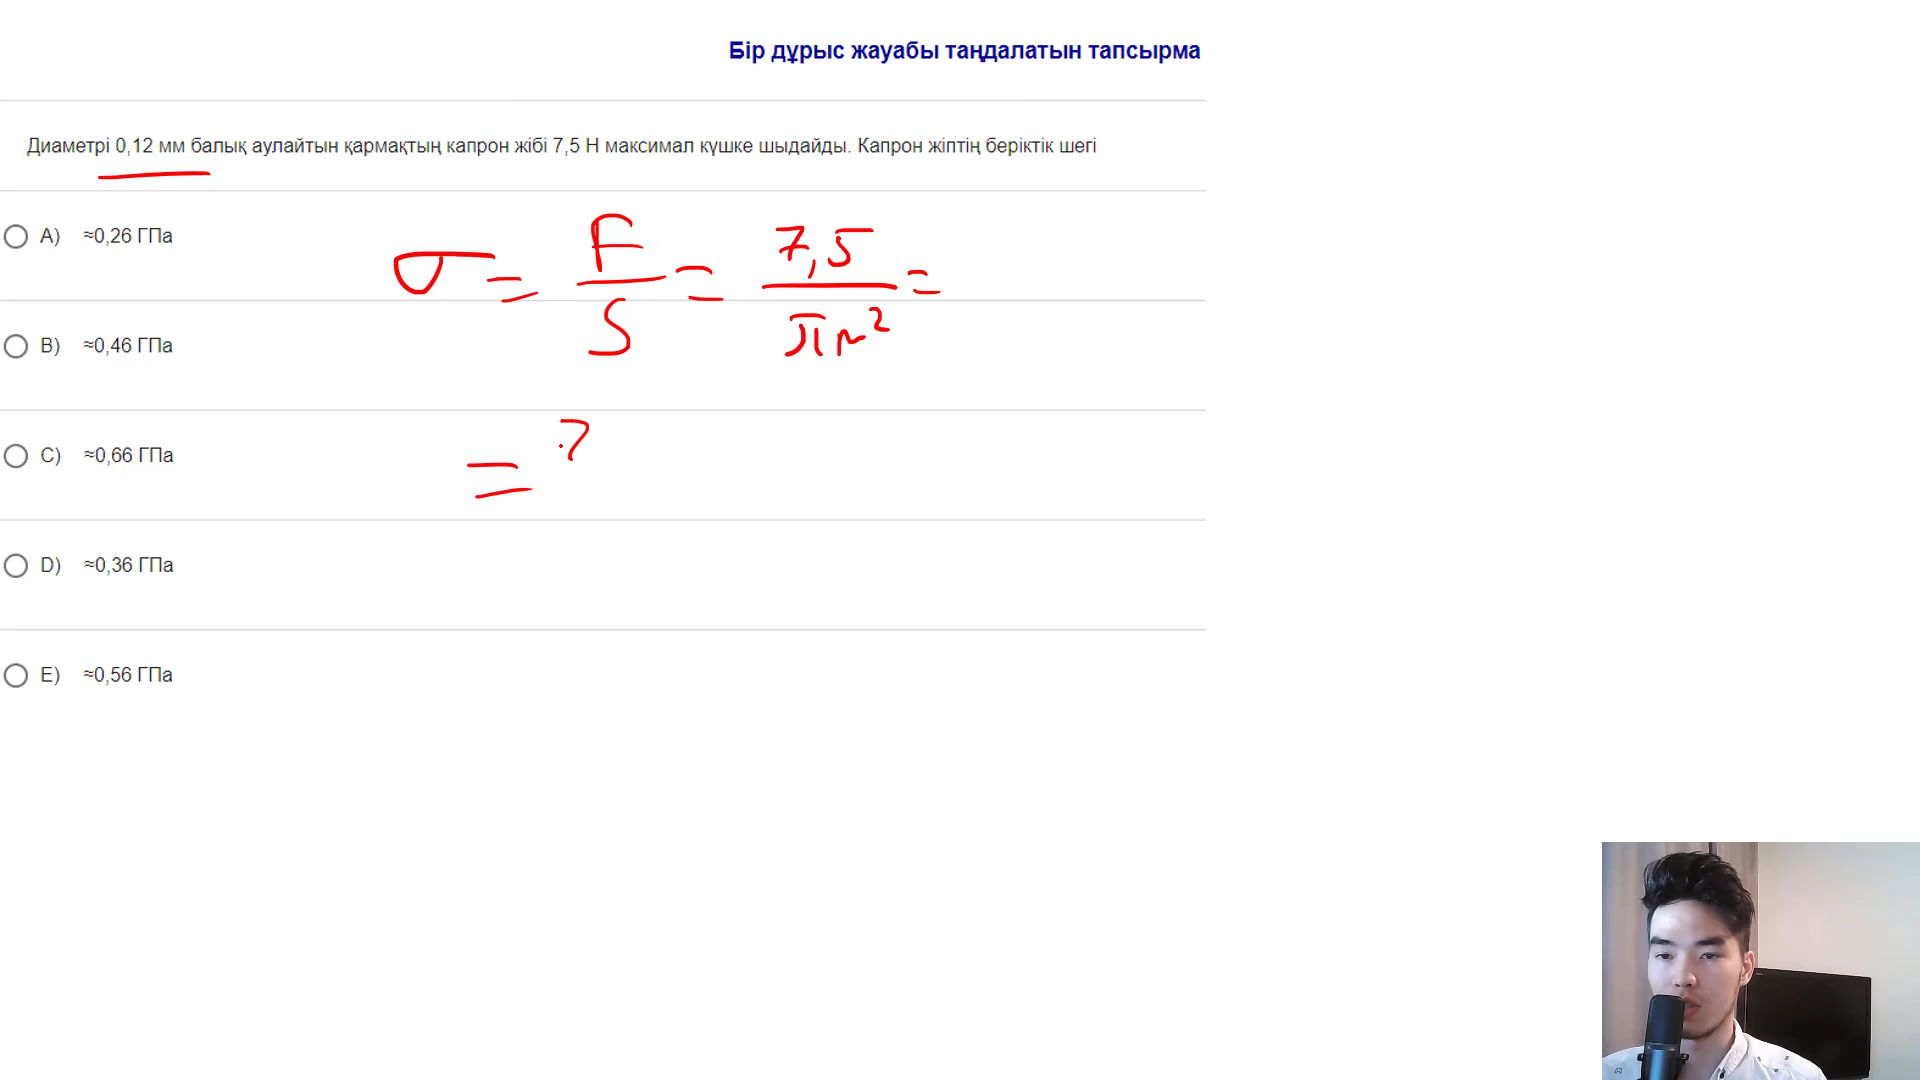 Бір дұрыс жауабы таңдалатын тапсырма
Диаметрі 0,12 мм балық аулайтын қармақтың капрон жібі 7,5 Н максимал күшке шыдайды. Капрон жіптің беріктік шегі
A) ≈0,26 ГПа
σ = F/S = 7,5/πr² =
B) ≈0,46 ГПа
C) ≈0,66 ГПа
= 7
D) ≈0,36 ГПа
E) ≈0,56 ГПа